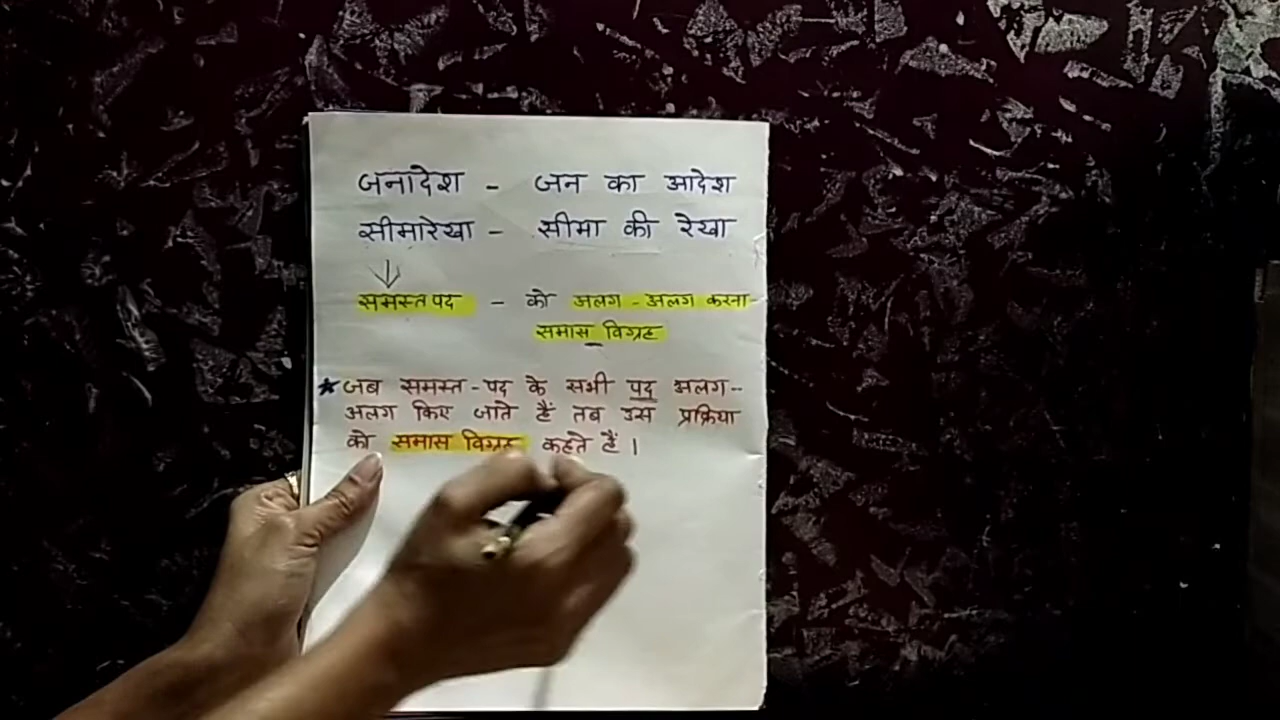 जनादेश - जन का आदेश
सीमारेखा - सीमा की रेखा
समस्तपद - को अलग-अलग करना-
समास विग्रह
★ जब समस्त-पद के सभी पद अलग-
अलग किए जाते हैं तब उस प्रक्रिया
को समास विग्रह कहते हैं।